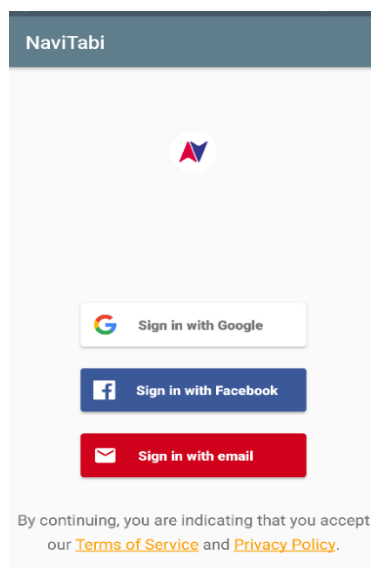 NaviTabi
Sign in with Google
Sign in with Facebook
Sign in with email
By continuing, you are indicating that you accept
our Terms of Service and Privacy Policy.